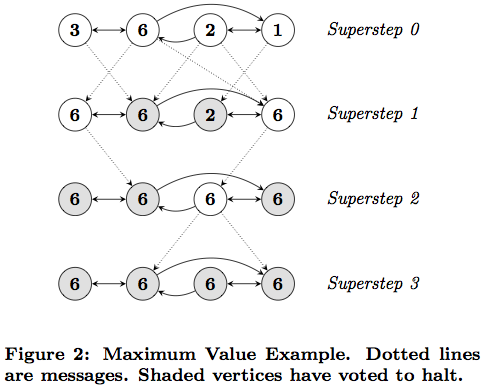 3 6 2 1 Superstep 0
6 6 2 6 Superstep 1
6 6 6 6 Superstep 2
6 6 6 6 Superstep 3
Figure 2: Maximum Value Example. Dotted lines
are messages. Shaded vertices have voted to halt.